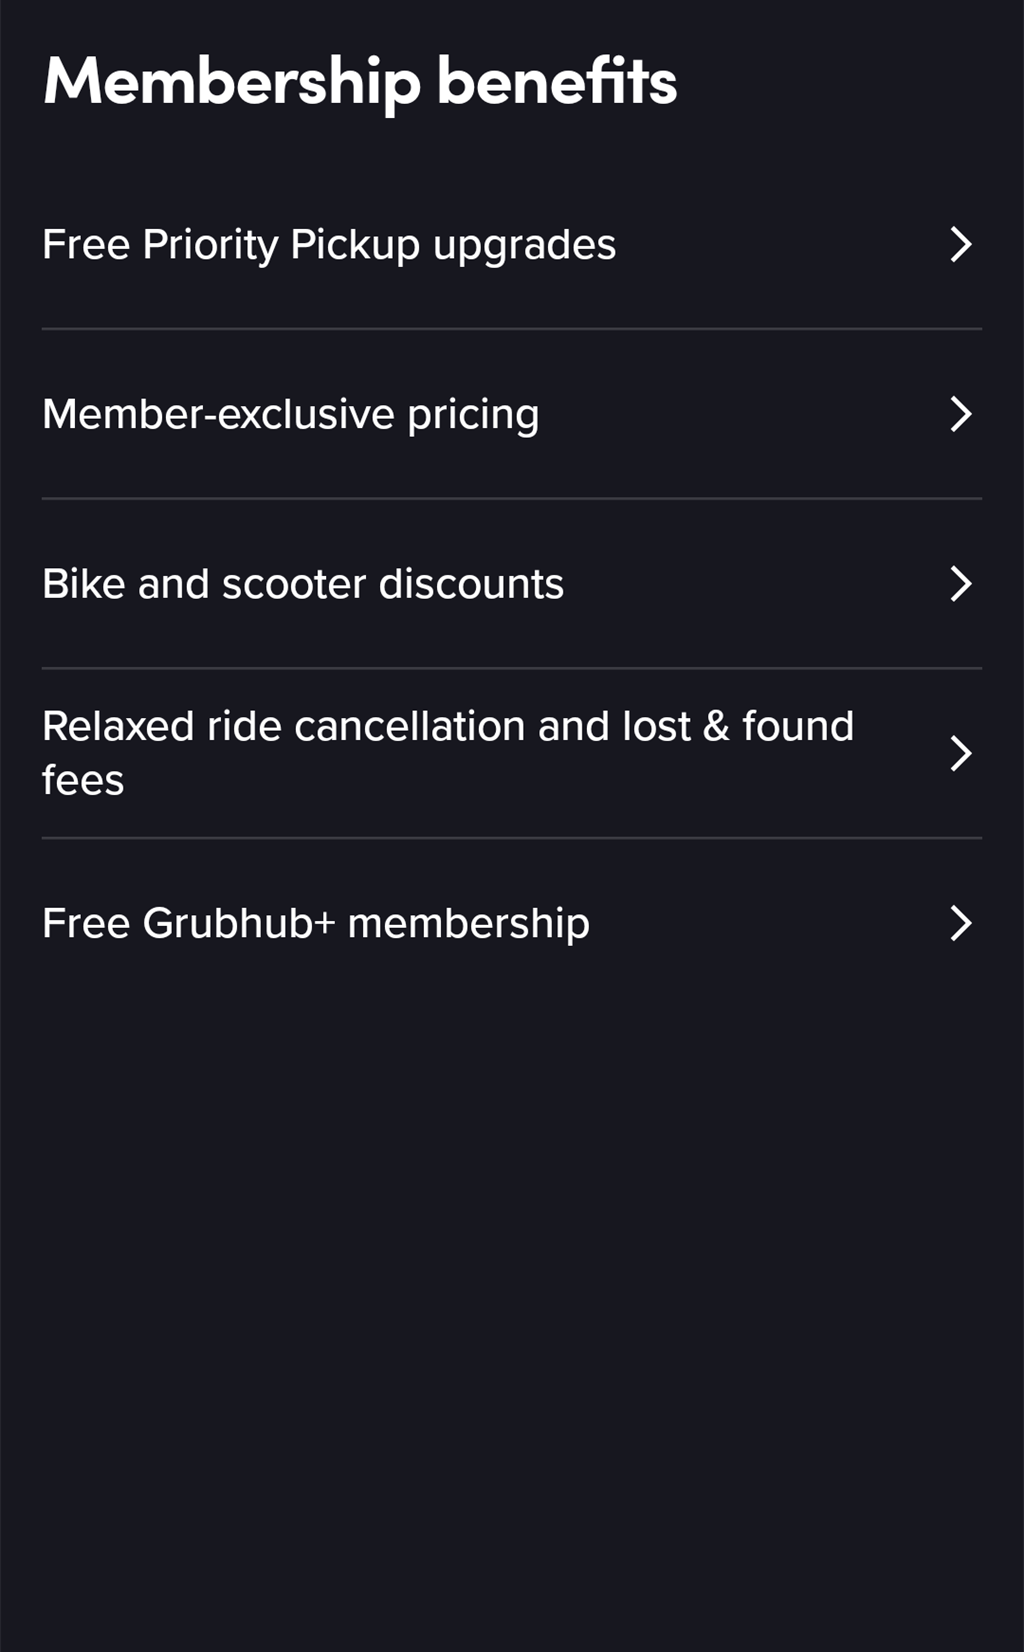 Membership benefits
Free Priority Pickup upgrades
Member-exclusive pricing
Bike and scooter discounts
Relaxed ride cancellation and lost & found
fees
Free Grubhub+ membership